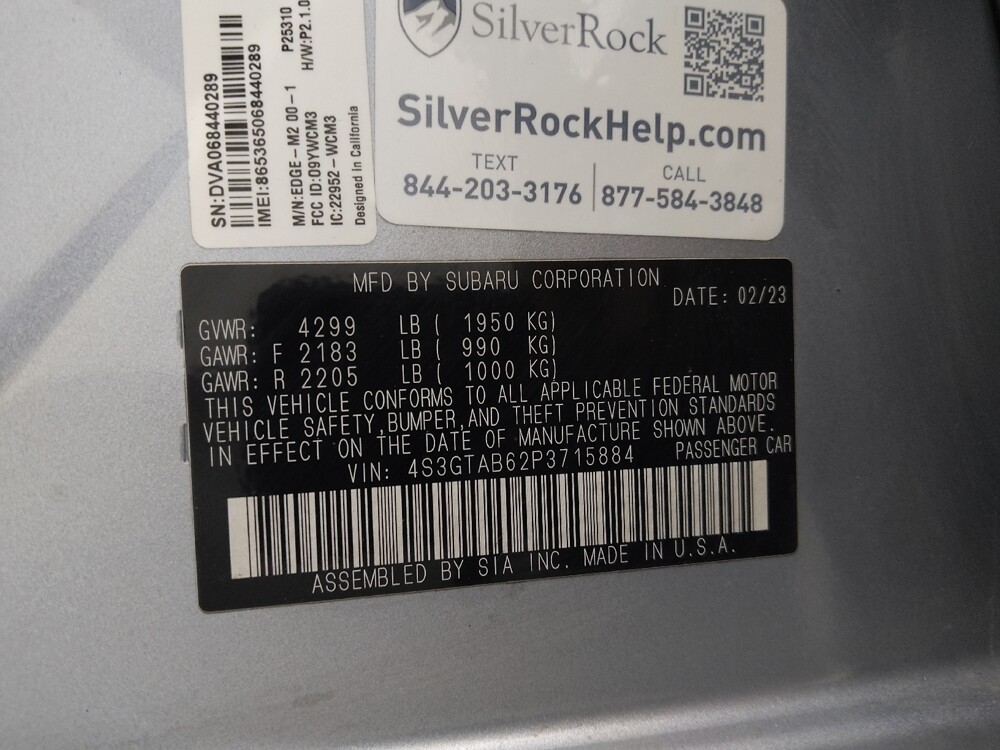 SN:DVA068440289
IMEI:865365068440289
P25310
H/W:P2.1.0
M/N:EDGE-M2 00-1
FCC ID:O9YWCM3
IC:22952-WCM3
Designed in California
SilverRock
SilverRockHelp.com
TEXT
844-203-3176
CALL
877-584-3848
MFD BY SUBARU CORPORATION
DATE: 02/23
GVWR: 4299 LB ( 1950 KG)
GAWR: F 2183 LB ( 990 KG)
GAWR: R 2205 LB ( 1000 KG)
THIS VEHICLE CONFORMS TO ALL APPLICABLE FEDERAL MOTOR
VEHICLE SAFETY,BUMPER,AND THEFT PREVENTION STANDARDS
IN EFFECT ON THE DATE OF MANUFACTURE SHOWN ABOVE.
VIN: 4S3GTAB62P3715884 PASSENGER CAR
ASSEMBLED BY SIA INC. MADE IN U.S.A.